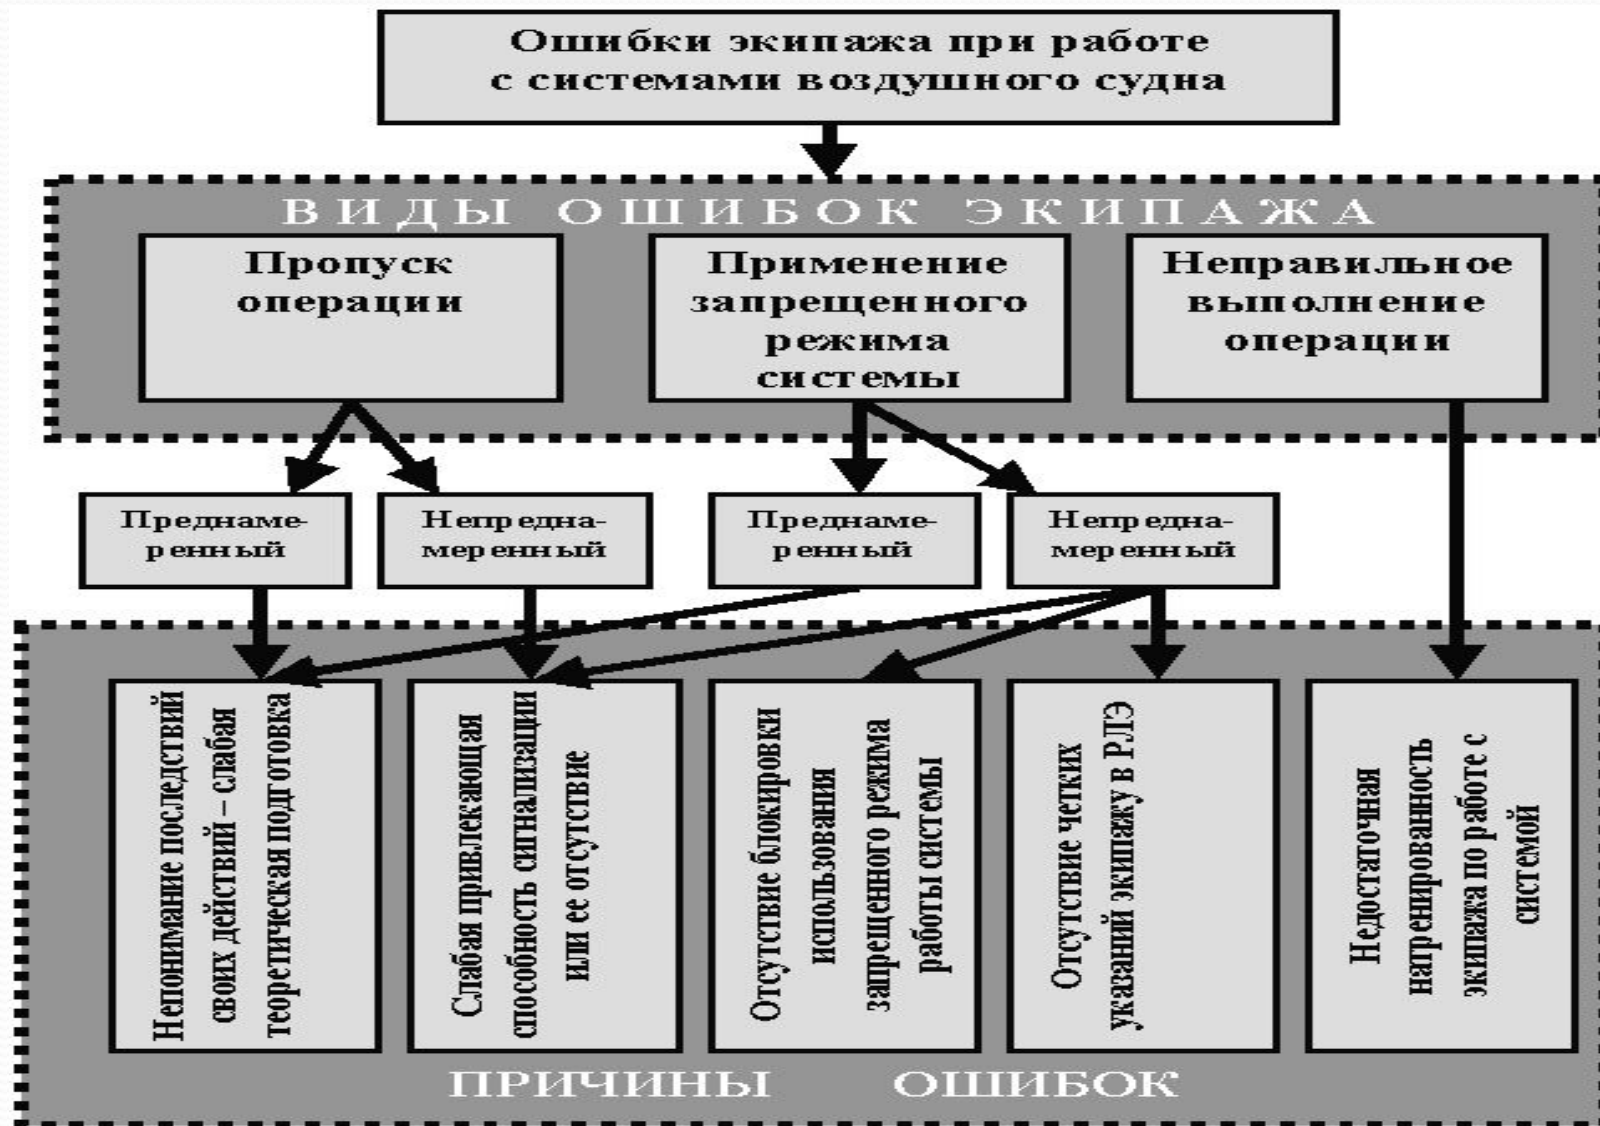 Ошибки экипажа при работе
с системами воздушного судна
ВИДЫ ОШИБОК ЭКИПАЖА
Пропуск
операции
Применение
запрещенного
режима
системы
Неправильное
выполнение
операции
Преднаме-
ренный
Непредна-
меренный
Преднаме-
ренный
Непредна-
меренный
Непонимание последствий
своих действий – слабая
теоретическая подготовка
Слабая привлекающая
способность сигнализации
или ее отсутствие
Отсутствие блокировки
использования
запрещенного режима
работы системы
Отсутствие четких
указаний экипажу в РЛЭ
Недостаточная
натренированность
экипажа по работе с
системой
ПРИЧИНЫ ОШИБОК